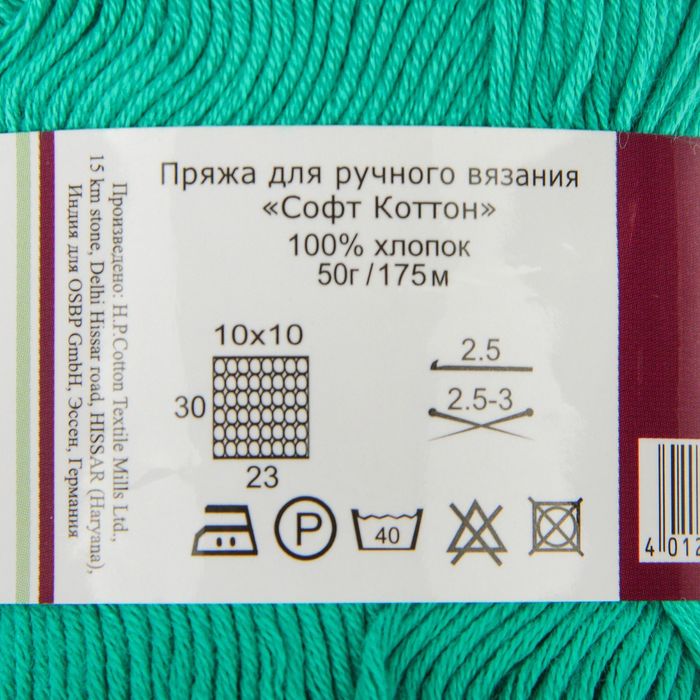 Пряжа для ручного вязания
«Софт Коттон»
100% хлопок
50г/175м
10x10
30
23
2.5
2.5-3
P
40
Произведено: H.P.Cotton Textile Mills Ltd.,
15 km stone, Delhi Hissar road, HISSAR (Haryana),
Индия для OSBP GmbH, Эссен, Германия
4 012